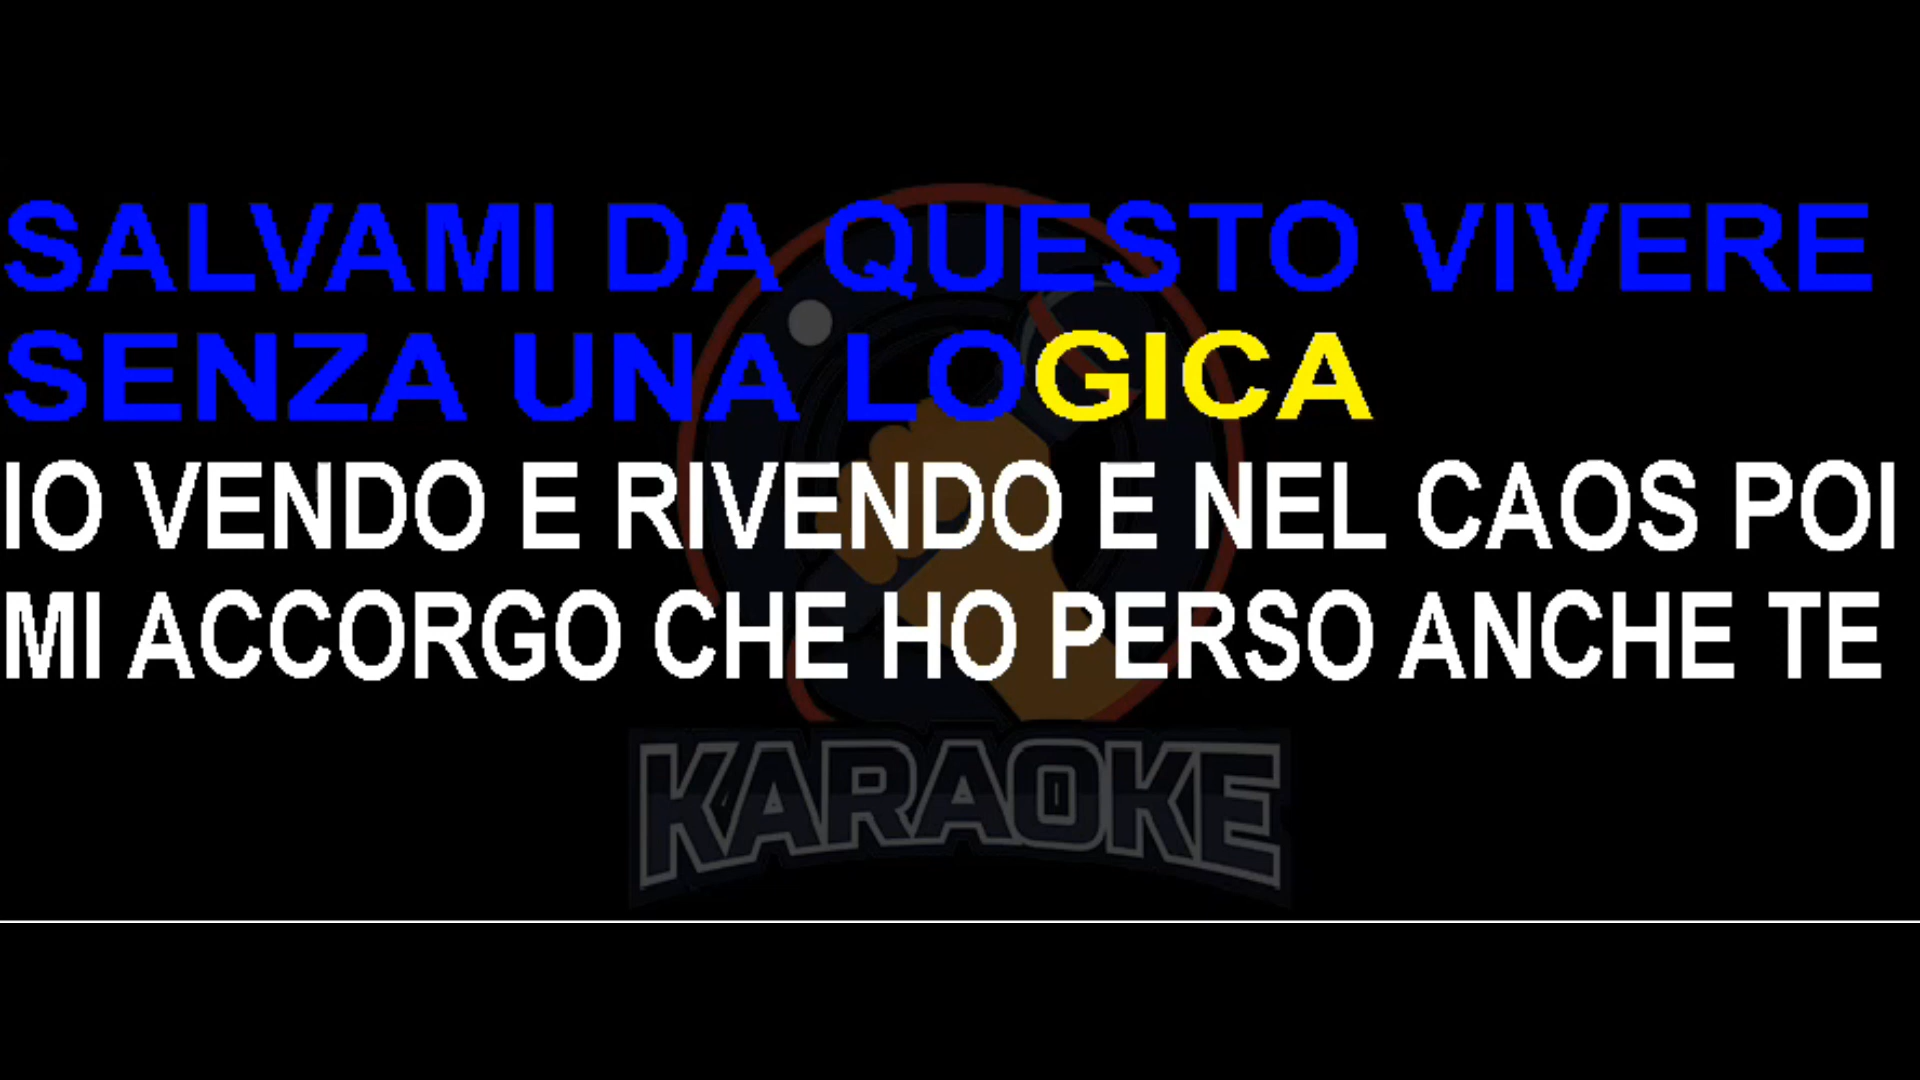 SALVAMI DA QUESTO VIVERE
SENZA UNA LOGICA
IO VENDO E RIVENDO E NEL CAOS POI
MI ACCORGO CHE HO PERSO ANCHE TE
KARAOKE